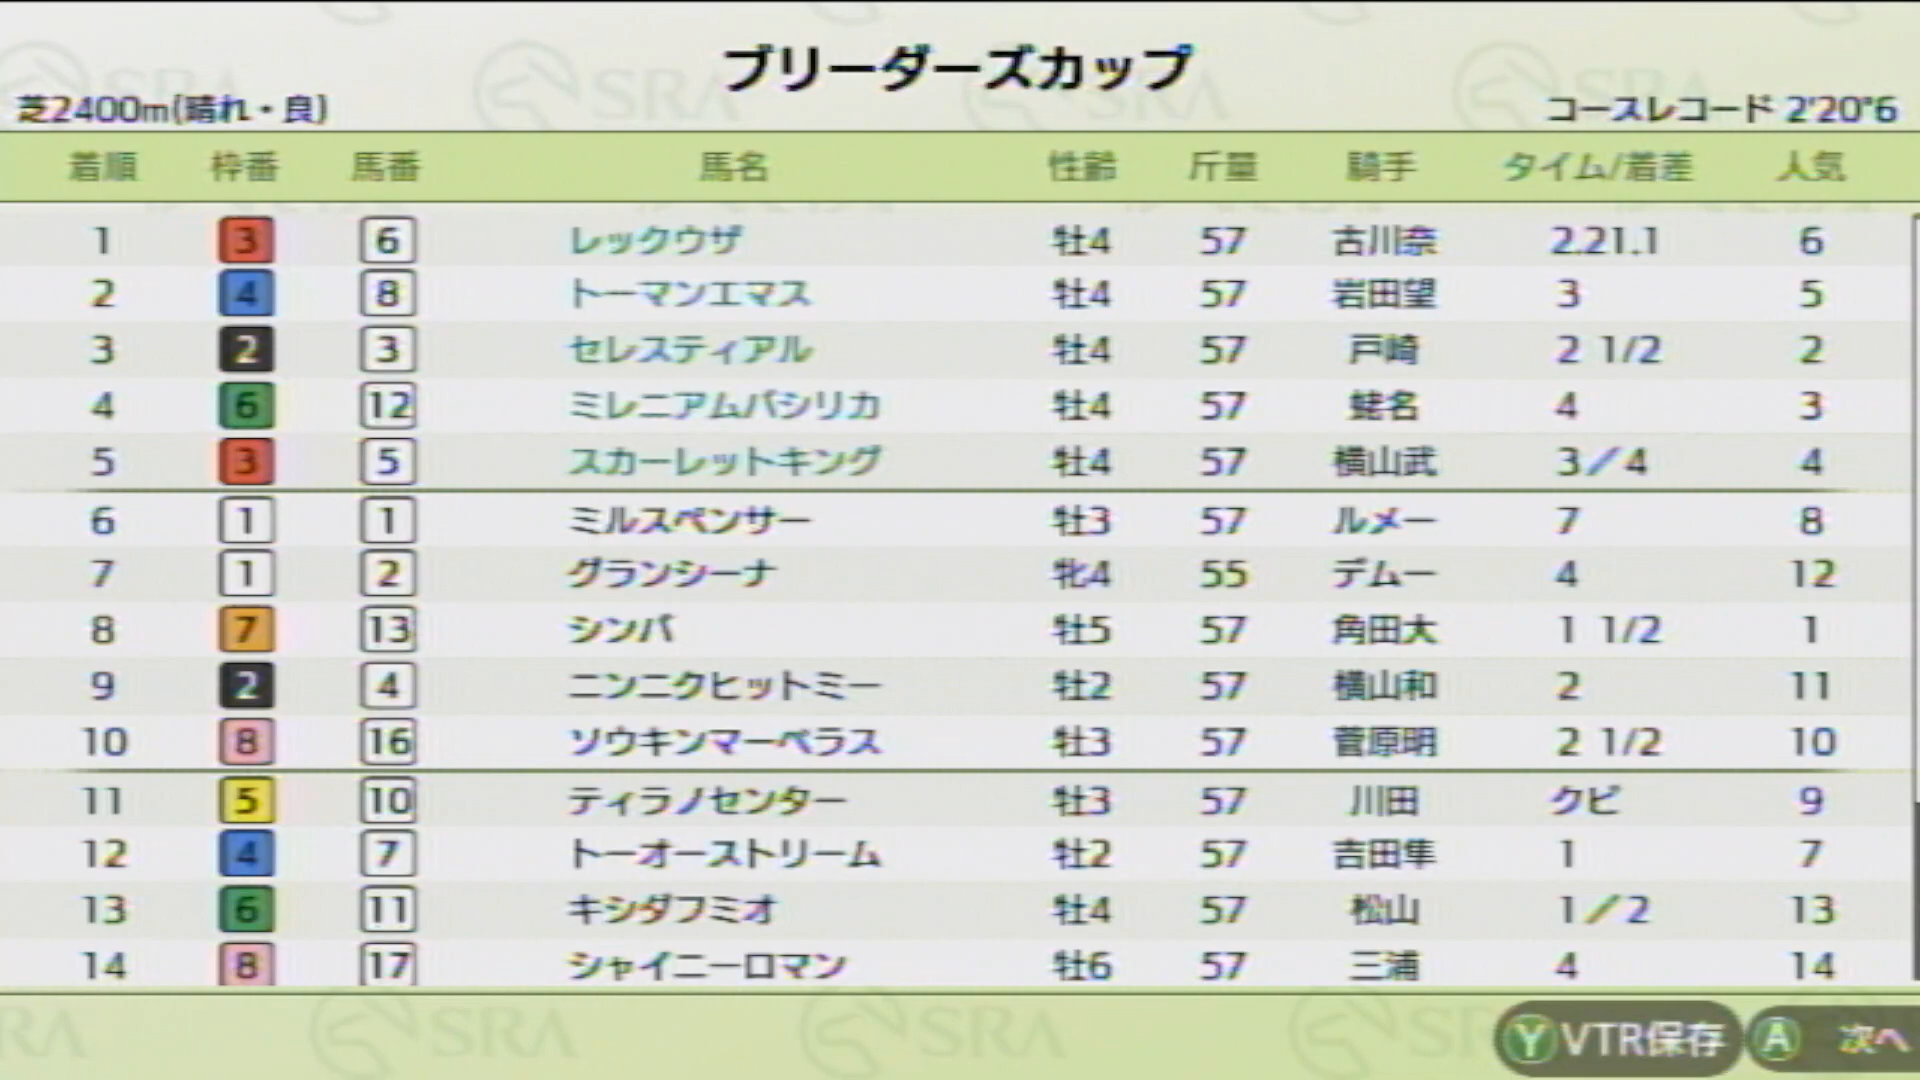 ブリーダーズカップ
芝2400m(晴れ・良) コースレコード 2'20"6
着順 枠番 馬番 馬名 性齢 斤量 騎手 タイム/着差 人気
1 3 6 レックウザ 牡4 57 古川奈 2.21.1 6
2 4 8 トーマンエマス 牡4 57 岩田望 3 5
3 2 3 セレスティアル 牡4 57 戸崎 2 1/2 2
4 6 12 ミレニアムバシリカ 牡4 57 蛯名 4 3
5 3 5 スカーレットキング 牡4 57 横山武 3/4 4
6 1 1 ミルスペンサー 牡3 57 ルメー 7 8
7 1 2 グランシーナ 牝4 55 デムー 4 12
8 7 13 シンバ 牡5 57 角田大 1 1/2 1
9 2 4 ニンニクヒットミー 牡2 57 横山和 2 11
10 8 16 ソウキンマーベラス 牡3 57 菅原明 2 1/2 10
11 5 10 ティラノセンター 牡3 57 川田 クビ 9
12 4 7 トーオーストリーム 牡2 57 吉田隼 1 7
13 6 11 キシダフミオ 牡4 57 松山 1/2 13
14 8 17 シャイニーロマン 牡6 57 三浦 4 14
SRA SRA SRA
Y VTR保存 A 次へ